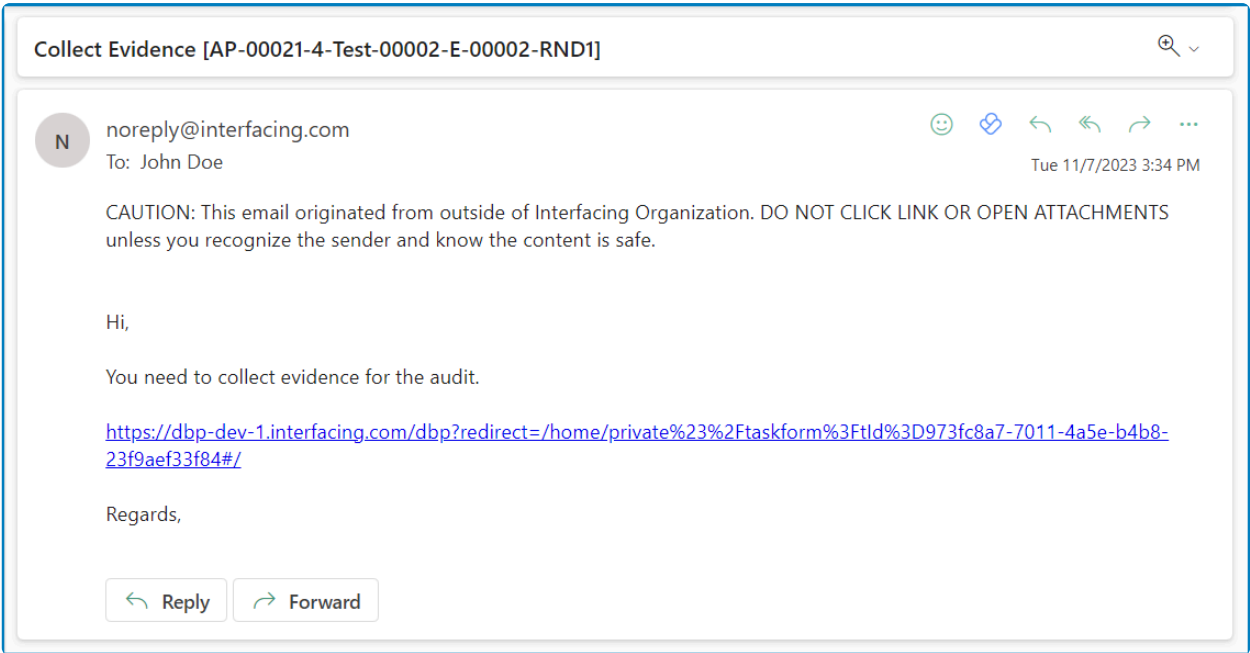 Collect Evidence [AP-00021-4-Test-00002-E-00002-RND1]
N
noreply@interfacing.com
To: John Doe
Tue 11/7/2023 3:34 PM
CAUTION: This email originated from outside of Interfacing Organization. DO NOT CLICK LINK OR OPEN ATTACHMENTS
unless you recognize the sender and know the content is safe.
Hi,
You need to collect evidence for the audit.
https://dbp-dev-1.interfacing.com/dbp?redirect=/home/private%23%2Ftaskform%3FtId%3D973fc8a7-7011-4a5e-b4b8-
23f9aef33f84#/
Regards,
Reply
Forward